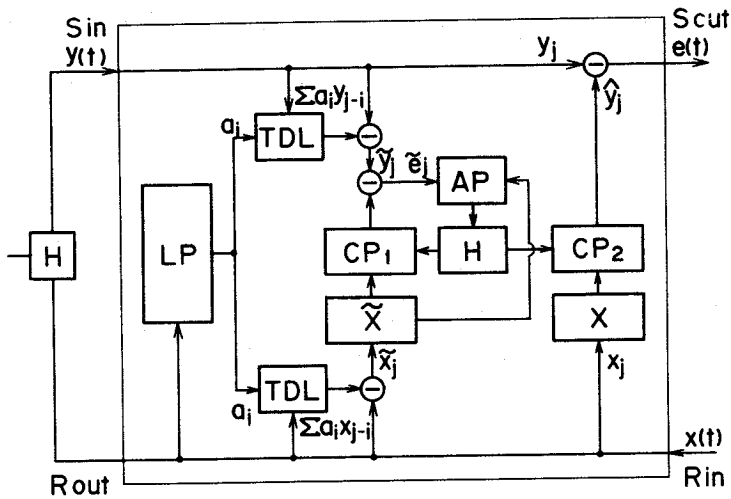 Sin
Scut
y(t)
yj
e(t)
Σaiyj-i
ŷj
ai
TDL
ỹj
ẽj
AP
H
LP
CP1
H
CP2
X̃
X
x̃j
xj
TDL
ai
Σaixj-i
x(t)
Rout
Rin